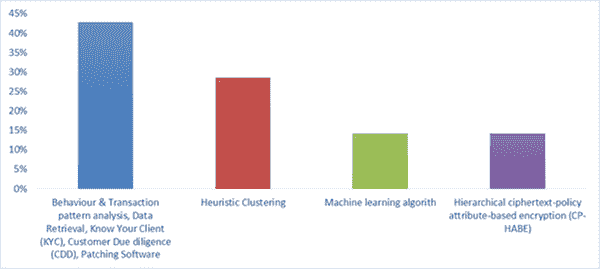 45%
40%
35%
30%
25%
20%
15%
10%
5%
0%
Behaviour & Transaction
pattern analysis, Data
Retrieval, Know Your Client
(KYC), Customer Due diligence
(CDD), Patching Software
Heuristic Clustering
Machine learning algorith
Hierarchical ciphertext-policy
attribute-based encryption (CP-
HABE)